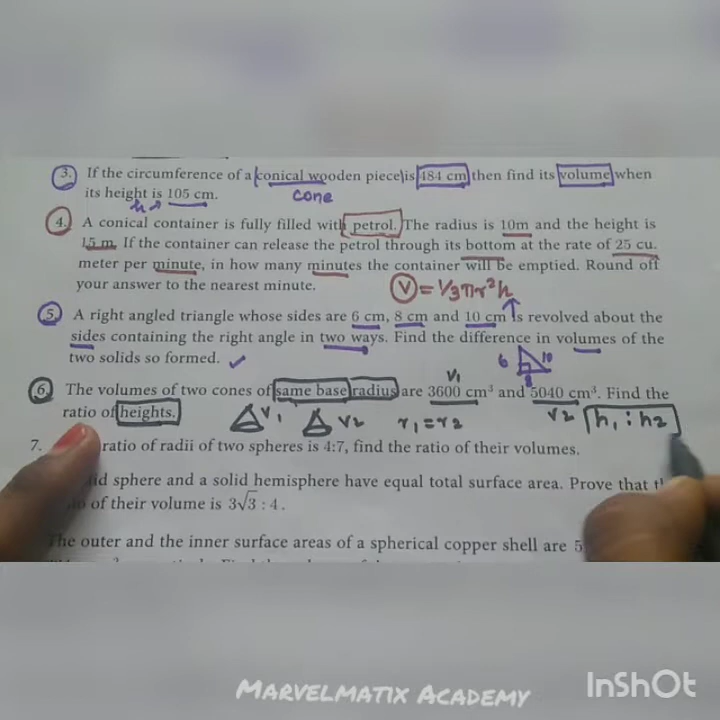 3. If the circumference of a conical wooden piece is 484 cm then find its volume when
its height is 105 cm.
h
cone
4. A conical container is fully filled with petrol. The radius is 10m and the height is
15 m. If the container can release the petrol through its bottom at the rate of 25 cu.
meter per minute, in how many minutes the container will be emptied. Round off
your answer to the nearest minute.
V = 1/3πr²h
5. A right angled triangle whose sides are 6 cm, 8 cm and 10 cm is revolved about the
sides containing the right angle in two ways. Find the difference in volumes of the
two solids so formed.
6 10
8
V1
6. The volumes of two cones of same base radius are 3600 cm³ and 5040 cm³. Find the
ratio of heights.
V1 V2 r1 = r2 V2 h1 : h2
7. ratio of radii of two spheres is 4:7, find the ratio of their volumes.
sphere and a solid hemisphere have equal total surface area. Prove that
of their volume is 3√3 : 4.
The outer and the inner surface areas of a spherical copper shell are
MARVELMATIX ACADEMY
InShOt